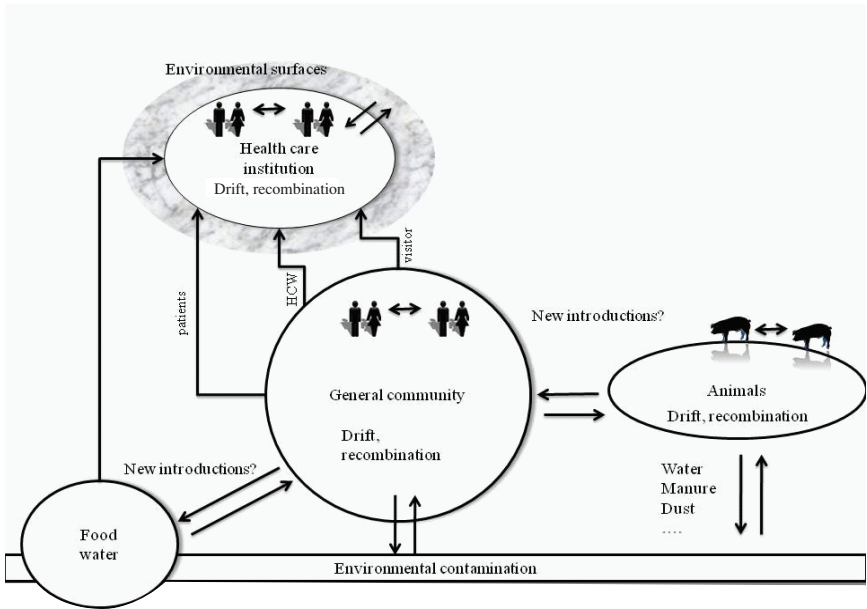 Environmental surfaces
Health care
institution
Drift, recombination
patients
HCW
visitor
New introductions?
General community
Drift,
recombination
Animals
Drift, recombination
New introductions?
Water
Manure
Dust
....
Food
water
Environmental contamination